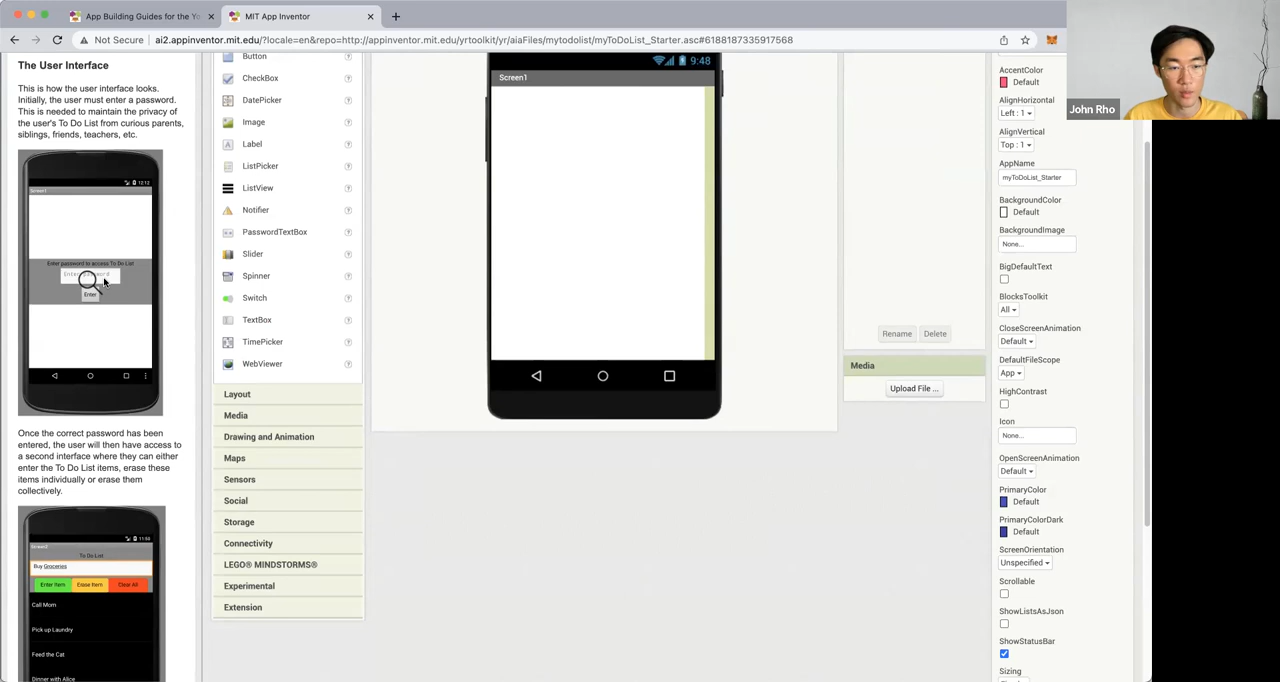 App Building Guides for the Yo
MIT App Inventor
Not Secure
ai2.appinventor.mit.edu/?locale=en&repo=http://appinventor.mit.edu/yrtoolkit/yr/aiaFiles/mytodolist/myToDoList_Starter.asc#6188187335917568
John Rho
The User Interface
This is how the user interface looks.
Initially, the user must enter a password.
This is needed to maintain the privacy of
the user's To Do List from curious parents,
siblings, friends, teachers, etc.
12:12
Screen1
Enter password to access To Do List
Enter password
Enter
Once the correct password has been
entered, the user will then have access to
a second interface where they can either
enter the To Do List items, erase these
items individually or erase them
collectively.
Screen2
To Do List
Buy Groceries
Enter Item
Erase Item
Clear All
Call Mom
Pick up Laundry
Feed the Cat
Dinner with Alice
Button
CheckBox
DatePicker
Image
Label
ListPicker
ListView
Notifier
PasswordTextBox
Slider
Spinner
Switch
TextBox
TimePicker
WebViewer
Layout
Media
Drawing and Animation
Maps
Sensors
Social
Storage
Connectivity
LEGO® MINDSTORMS®
Experimental
Extension
9:48
Screen1
Rename
Delete
Media
Upload File ...
AccentColor
Default
AlignHorizontal
Left : 1
AlignVertical
Top : 1
AppName
myToDoList_Starter
BackgroundColor
Default
BackgroundImage
None...
BigDefaultText
BlocksToolkit
All
CloseScreenAnimation
Default
DefaultFileScope
App
HighContrast
Icon
None...
OpenScreenAnimation
Default
PrimaryColor
Default
PrimaryColorDark
Default
ScreenOrientation
Unspecified
Scrollable
ShowListsAsJson
ShowStatusBar
Sizing